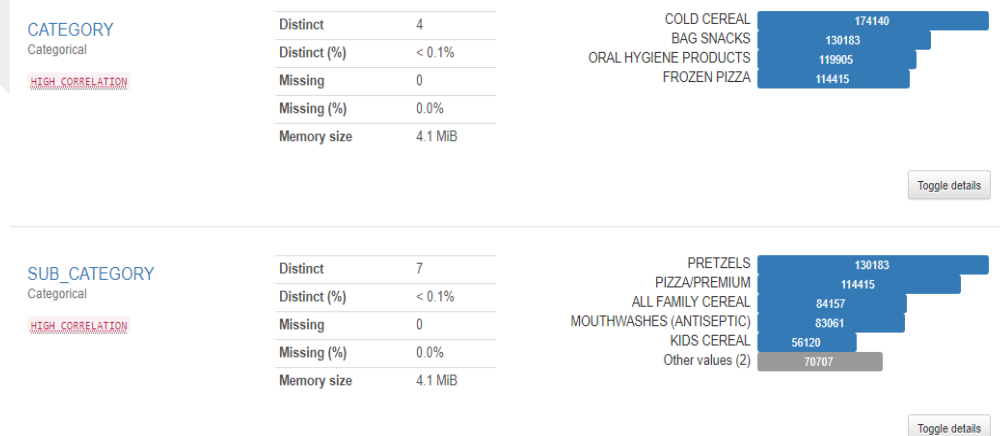 CATEGORY
Categorical
HIGH CORRELATION
Distinct 4
Distinct (%) < 0.1%
Missing 0
Missing (%) 0.0%
Memory size 4.1 MiB
COLD CEREAL 174140
BAG SNACKS 130183
ORAL HYGIENE PRODUCTS 119905
FROZEN PIZZA 114415
Toggle details
SUB_CATEGORY
Categorical
HIGH CORRELATION
Distinct 7
Distinct (%) < 0.1%
Missing 0
Missing (%) 0.0%
Memory size 4.1 MiB
PRETZELS 130183
PIZZA/PREMIUM 114415
ALL FAMILY CEREAL 84157
MOUTHWASHES (ANTISEPTIC) 83061
KIDS CEREAL 56120
Other values (2) 70707
Toggle details